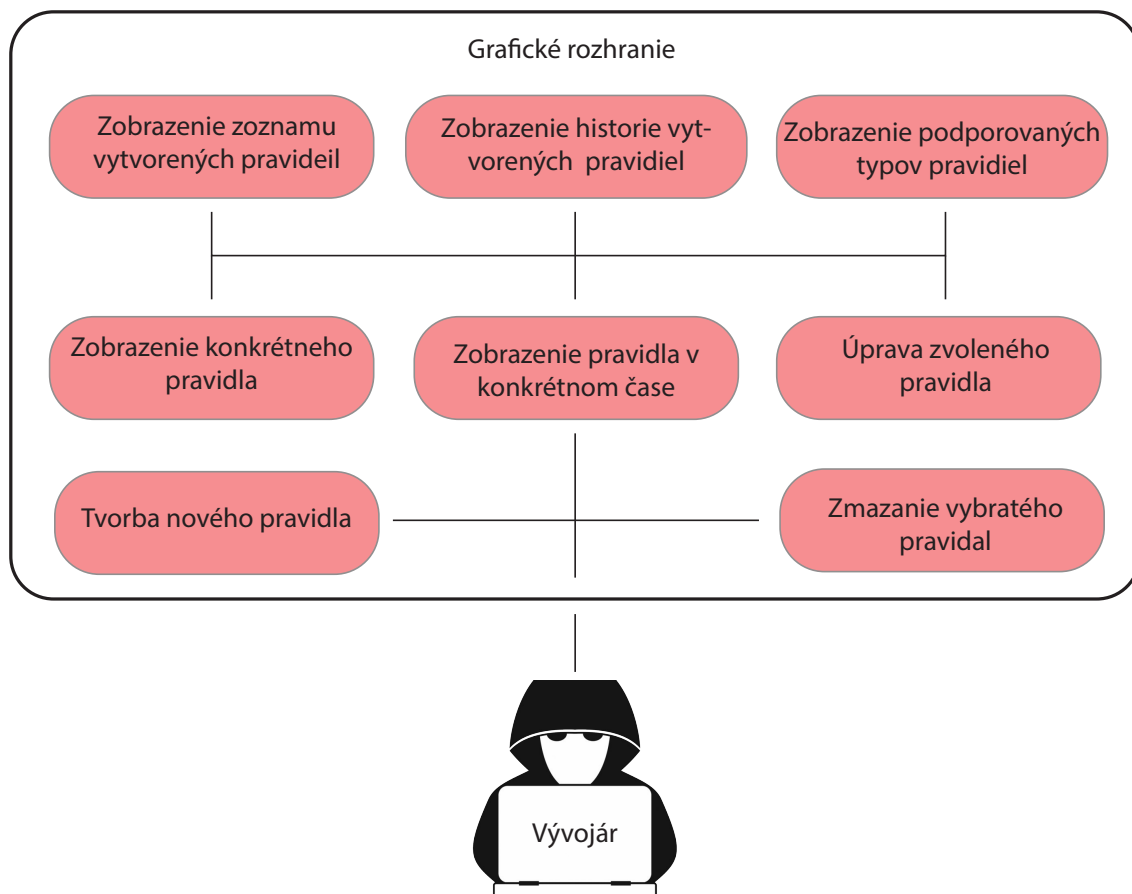 Grafické rozhranie
Zobrazenie zoznamu
vytvorených pravideil
Zobrazenie historie vyt-
vorených pravidiel
Zobrazenie podporovaných
typov pravidiel
Zobrazenie konkrétneho
pravidla
Zobrazenie pravidla v
konkrétnom čase
Úprava zvoleného
pravidla
Tvorba nového pravidla
Zmazanie vybratého
pravidal
Vývojár